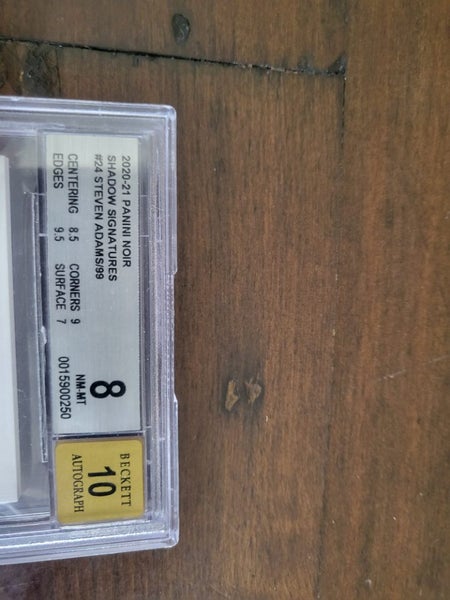 2020-21 PANINI NOIR
SHADOW SIGNATURES
#24 STEVEN ADAMS/99
CENTERING 8.5 CORNERS 9
EDGES 9.5 SURFACE 7
8
NM-MT
0015900250
BECKETT
10
AUTOGRAPH